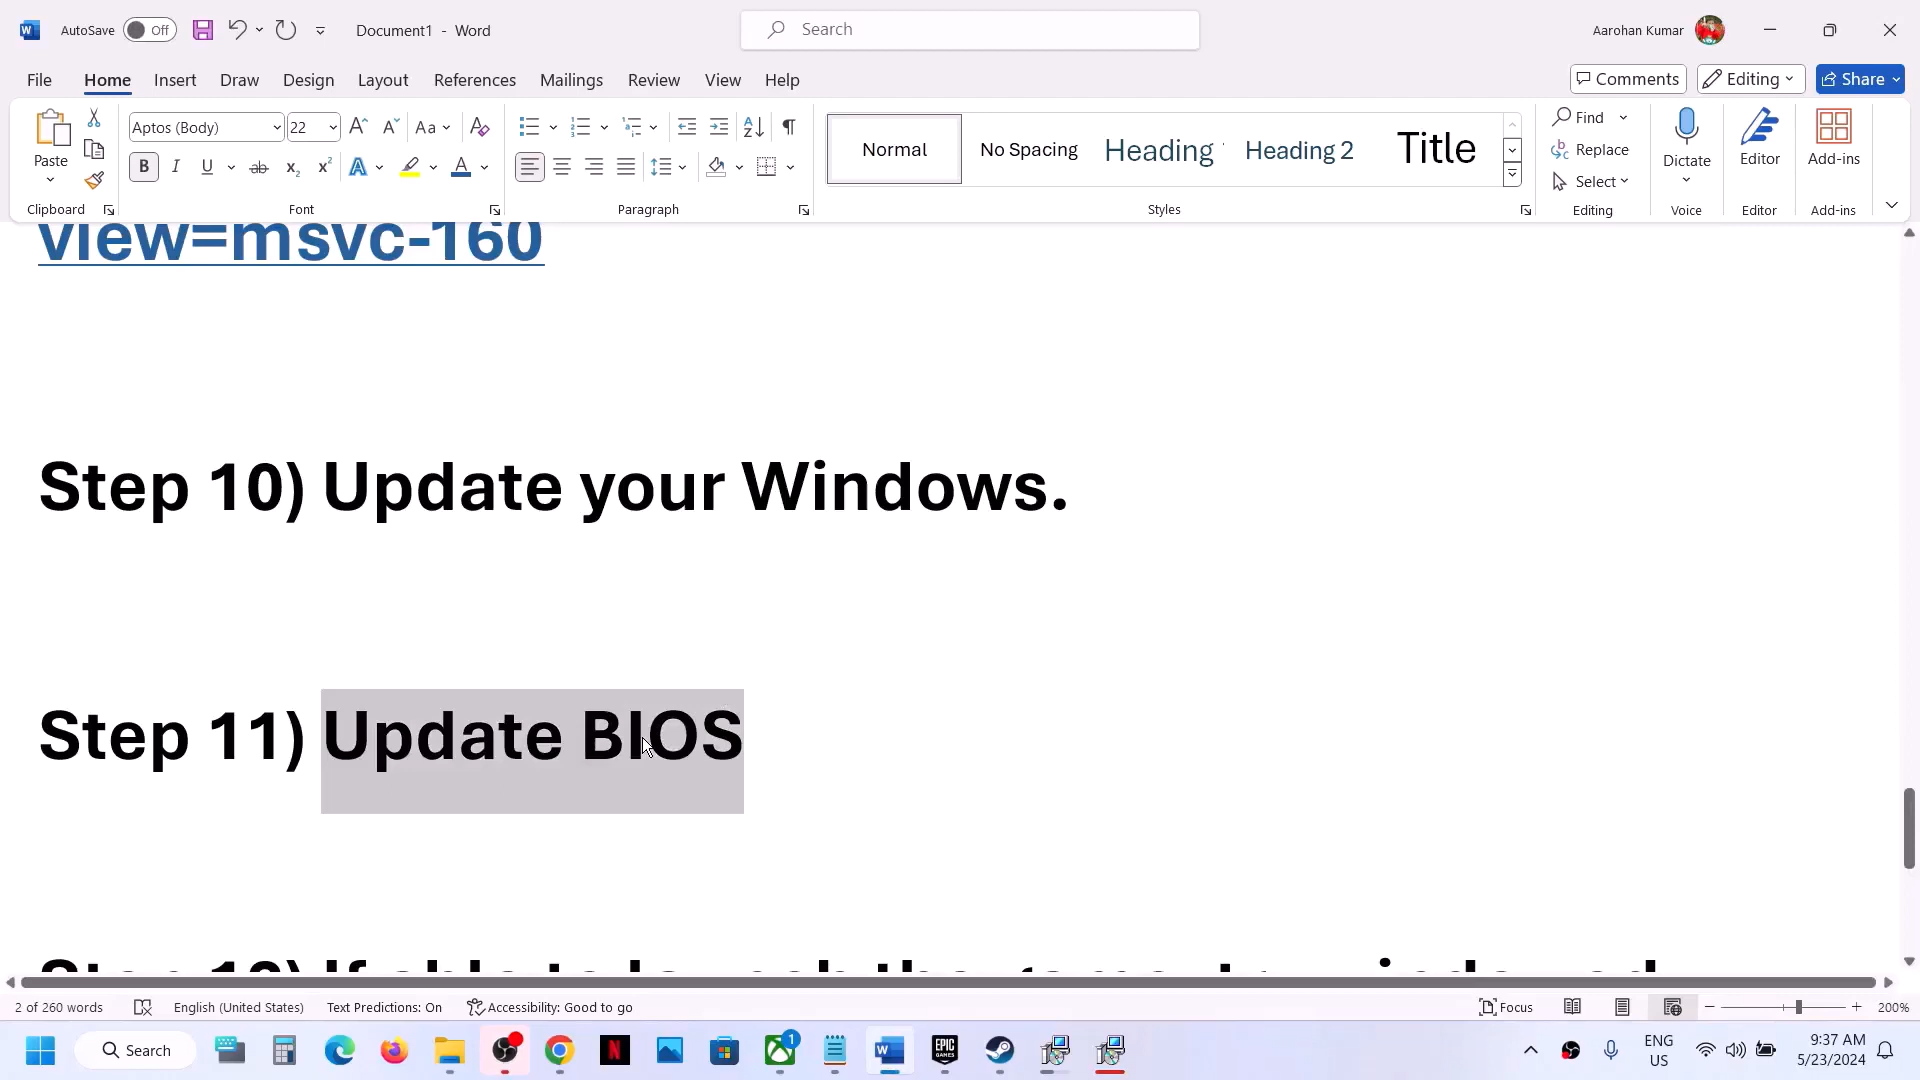 AutoSave Off Document1 - Word Search Aarohan Kumar
File Home Insert Draw Design Layout References Mailings Review View Help Comments Editing Share
Paste Aptos (Body) 22 Aa Normal No Spacing Heading Heading 2 Title Find Replace Select Dictate Editor Add-ins
Clipboard Font Paragraph Styles Editing Voice Editor Add-ins
view=msvc-160
Step 10) Update your Windows.
Step 11) Update BIOS
2 of 260 words English (United States) Text Predictions: On Accessibility: Good to go Focus 200%
Search 1 EPIC GAMES ENG US 9:37 AM 5/23/2024